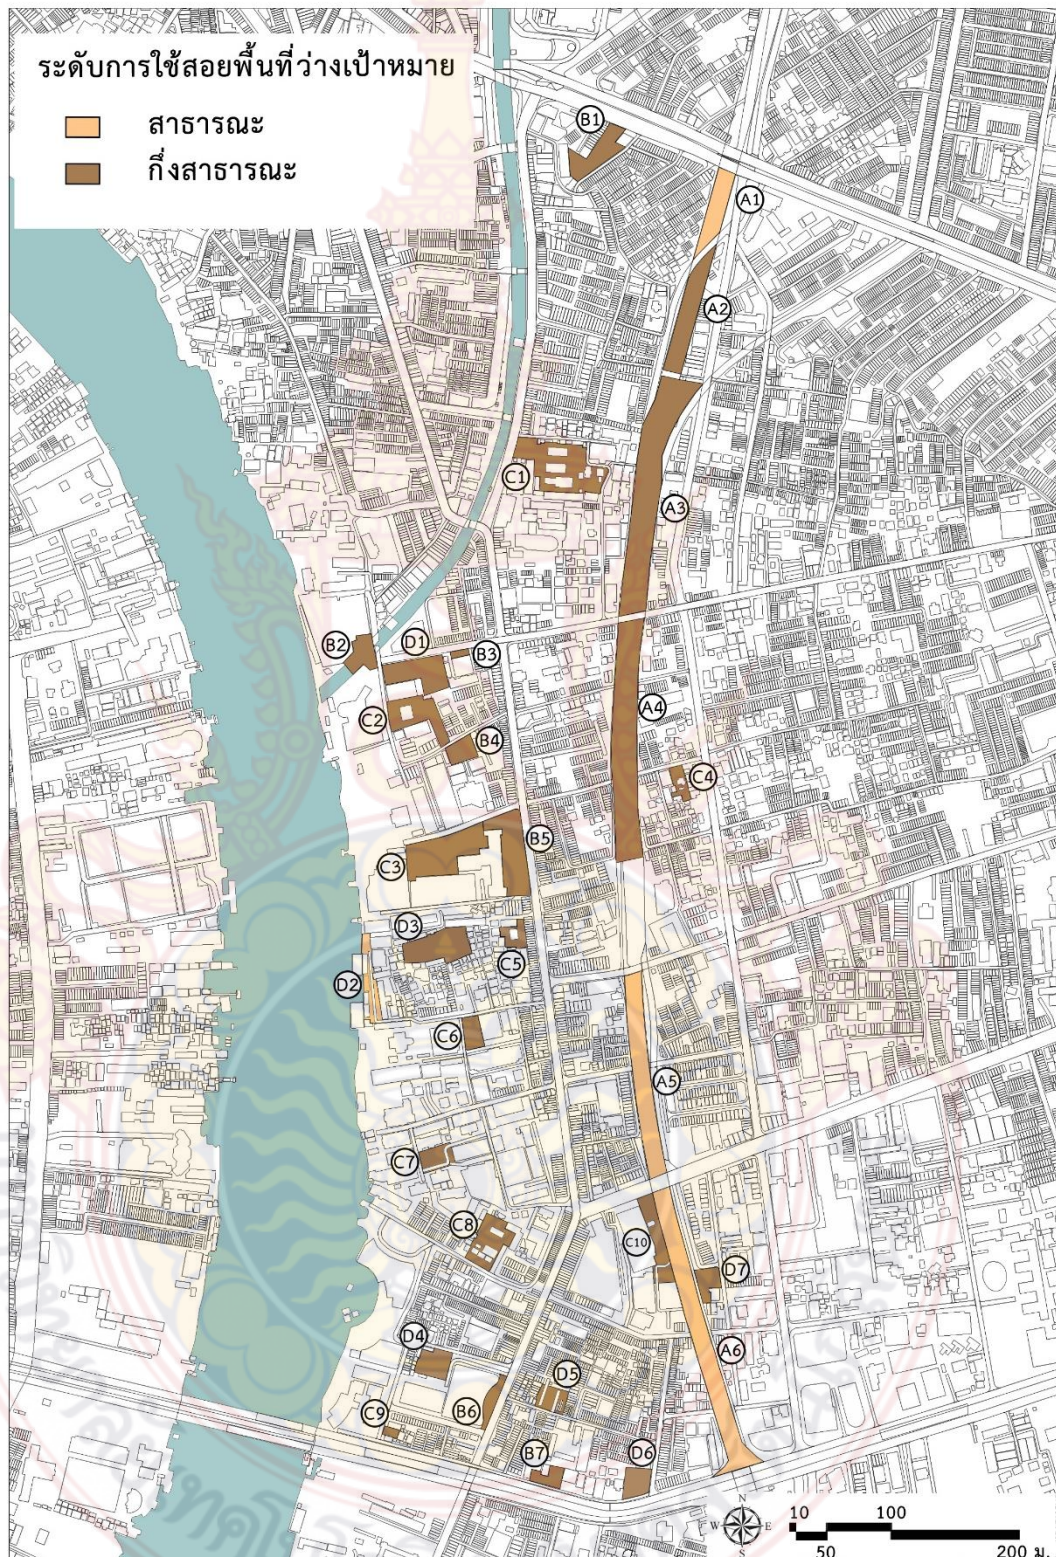 ระดับการใช้สอยพื้นที่ว่างเป้าหมาย
สาธารณะ
กึ่งสาธารณะ
B1
A1
A2
C1
A3
B2
D1
B3
A4
C2
B4
C4
B5
C3
D3
C5
D2
C6
A5
C7
C8
C10
D7
D4
A6
D5
C9
B6
B7
D6
N
W E
S
10 100
50 200 ม.